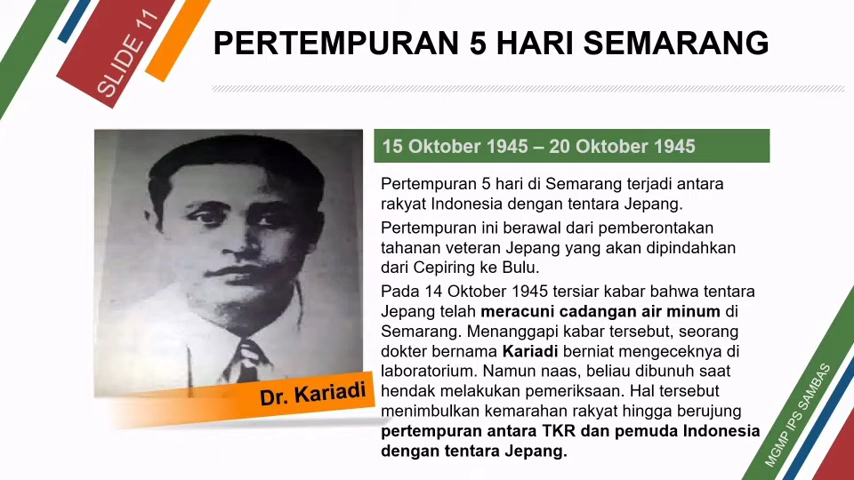 SLIDE 11
PERTEMPURAN 5 HARI SEMARANG
15 Oktober 1945 – 20 Oktober 1945
Pertempuran 5 hari di Semarang terjadi antara
rakyat Indonesia dengan tentara Jepang.
Pertempuran ini berawal dari pemberontakan
tahanan veteran Jepang yang akan dipindahkan
dari Cepiring ke Bulu.
Pada 14 Oktober 1945 tersiar kabar bahwa tentara
Jepang telah meracuni cadangan air minum di
Semarang. Menanggapi kabar tersebut, seorang
dokter bernama Kariadi berniat mengeceknya di
laboratorium. Namun naas, beliau dibunuh saat
hendak melakukan pemeriksaan. Hal tersebut
menimbulkan kemarahan rakyat hingga berujung
pertempuran antara TKR dan pemuda Indonesia
dengan tentara Jepang.
Dr. Kariadi
MGMP IPS SAMBAS